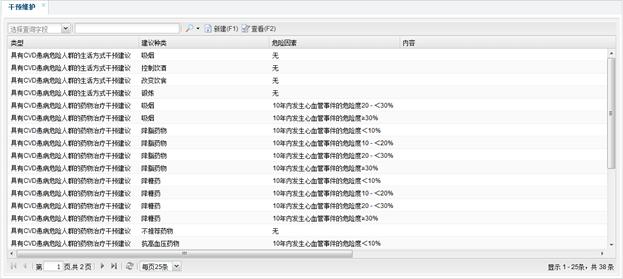 干预维护
选择查询字段 新建(F1) 查看(F2)
类型 建议种类 危险因素 内容
具有CVD患病危险人群的生活方式干预建议 吸烟 无
具有CVD患病危险人群的生活方式干预建议 控制饮酒 无
具有CVD患病危险人群的生活方式干预建议 改变饮食 无
具有CVD患病危险人群的生活方式干预建议 锻炼 无
具有CVD患病危险人群的药物治疗干预建议 吸烟 10年内发生心血管事件的危险度20 - <30%
具有CVD患病危险人群的药物治疗干预建议 吸烟 10年内发生心血管事件的危险度≥30%
具有CVD患病危险人群的药物治疗干预建议 降脂药物 10年内发生心血管事件的危险度<10%
具有CVD患病危险人群的药物治疗干预建议 降脂药物 10年内发生心血管事件的危险度10 - <20%
具有CVD患病危险人群的药物治疗干预建议 降脂药物 10年内发生心血管事件的危险度20 - <30%
具有CVD患病危险人群的药物治疗干预建议 降脂药物 10年内发生心血管事件的危险度≥30%
具有CVD患病危险人群的药物治疗干预建议 降糖药 10年内发生心血管事件的危险度<10%
具有CVD患病危险人群的药物治疗干预建议 降糖药 10年内发生心血管事件的危险度10 - <20%
具有CVD患病危险人群的药物治疗干预建议 降糖药 10年内发生心血管事件的危险度20 - <30%
具有CVD患病危险人群的药物治疗干预建议 降糖药 10年内发生心血管事件的危险度≥30%
具有CVD患病危险人群的药物治疗干预建议 不推荐药物 无
具有CVD患病危险人群的药物治疗干预建议 抗高血压药物 10年内发生心血管事件的危险度<10%
第 1 页,共 2 页 每页25条 显示 1 - 25条，共 38 条